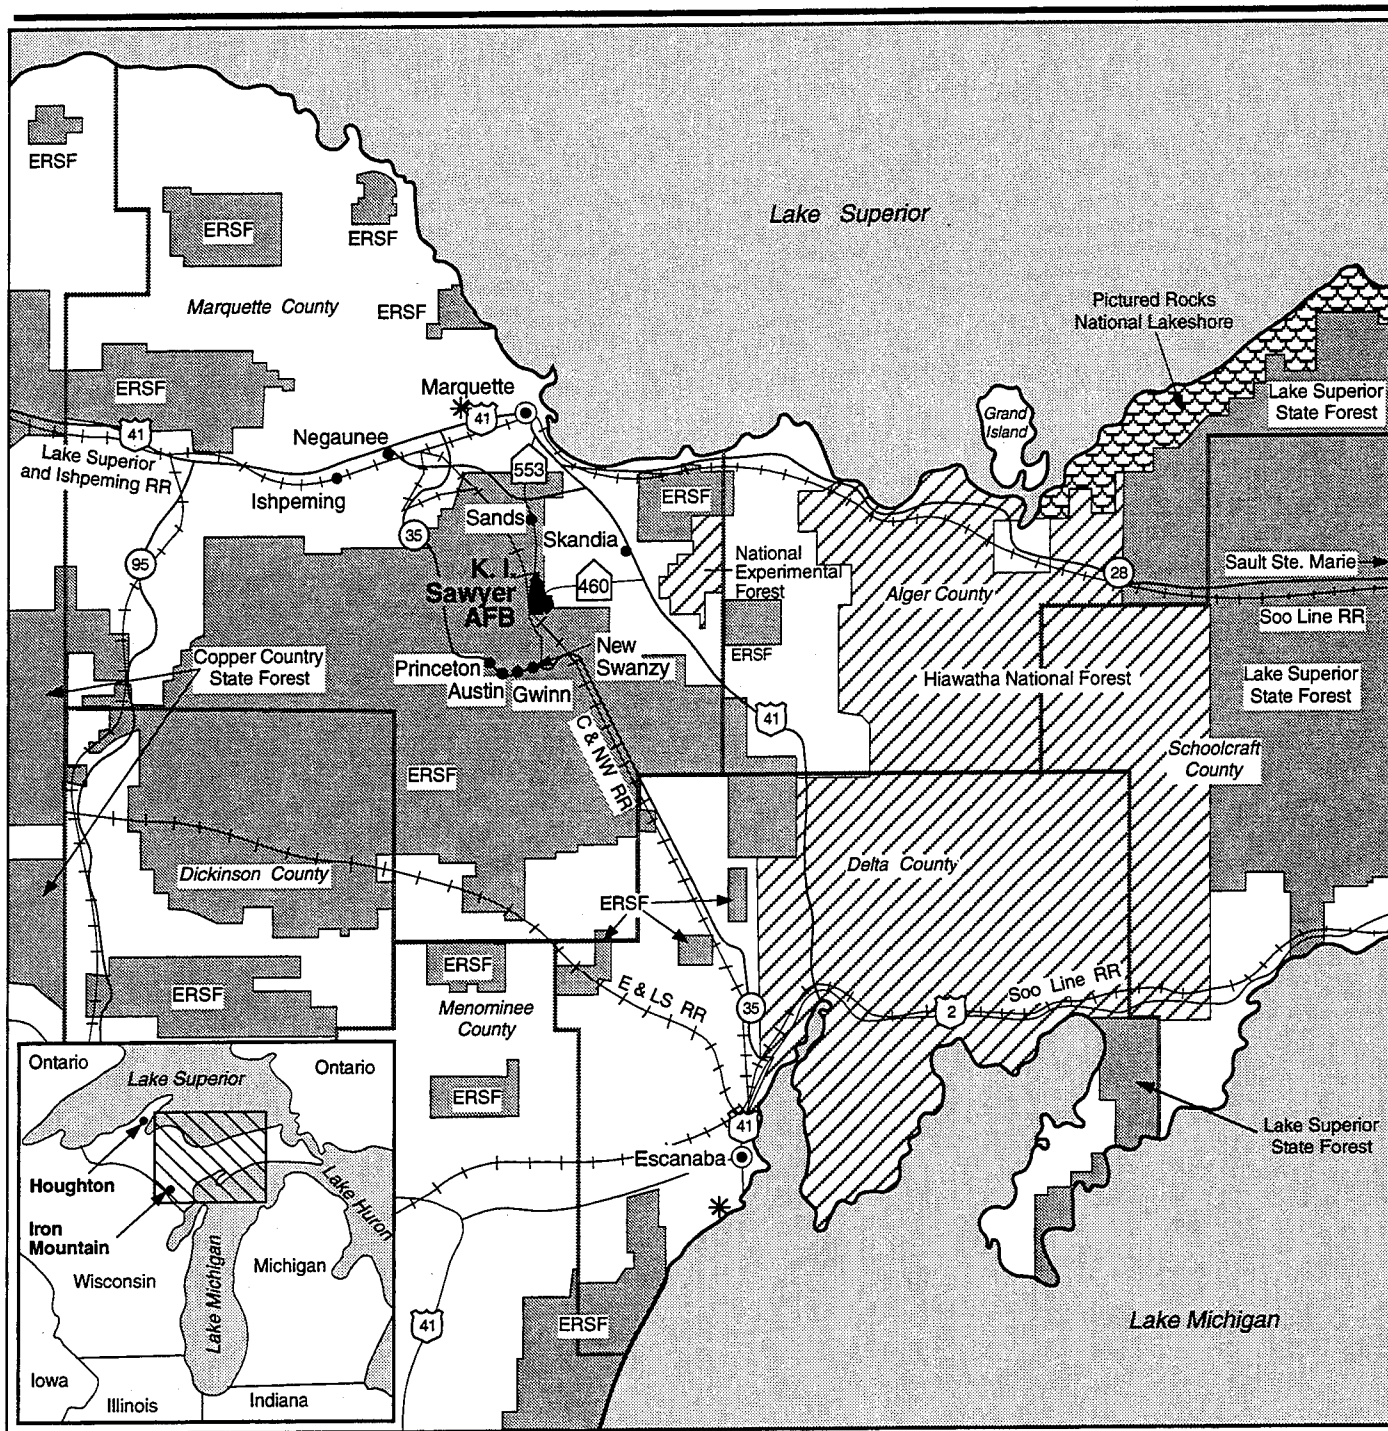 ERSF
ERSF
ERSF
Lake Superior
Marquette County
ERSF
Pictured Rocks
National Lakeshore
ERSF
Marquette
41
Lake Superior
State Forest
Grand
Island
41
Negaunee
Lake Superior
and Ishpeming RR
553
Ishpeming
ERSF
Sands
35
Skandia
National
Experimental
Forest
95
K. I.
Sawyer
AFB
460
28
Sault Ste. Marie
Alger County
Soo Line RR
ERSF
New
Swanzy
Copper Country
State Forest
Princeton
Austin
Gwinn
Hiawatha National Forest
Lake Superior
State Forest
41
C & NW RR
Schoolcraft
County
ERSF
Delta County
Dickinson County
ERSF
ERSF
ERSF
E & LS RR
Soo Line RR
Menominee
County
35
2
ERSF
41
Lake Superior
State Forest
Escanaba
ERSF
41
Lake Michigan
Ontario
Lake Superior
Ontario
Houghton
Iron
Mountain
Lake Huron
Wisconsin
Lake Michigan
Michigan
Iowa
Illinois
Indiana